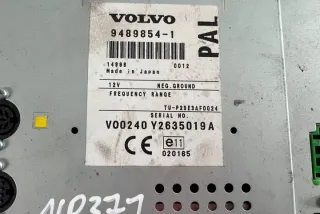 VOLVO
9489854-1
PAL
14998 0012
Made in Japan
12V NEG.GROUND
FREQUENCY RANGE
TU-P2XE3AF0024
SERIAL NO.
V00240 Y2635019A
CE e11
020165